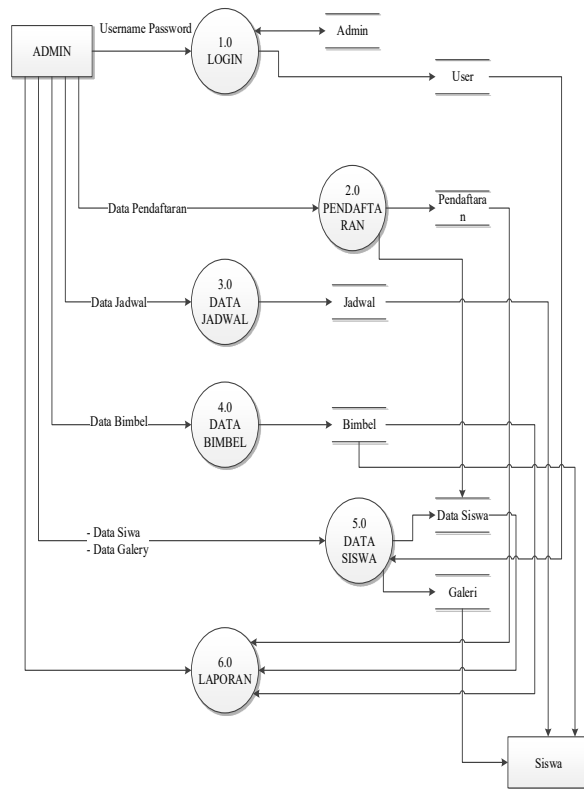 Username Password
ADMIN
1.0
LOGIN
Admin
User
Data Pendaftaran
2.0
PENDAFTA
RAN
Pendaftara
n
Data Jadwal
3.0
DATA
JADWAL
Jadwal
Data Bimbel
4.0
DATA
BIMBEL
Bimbel
- Data Siwa
- Data Galery
5.0
DATA
SISWA
Data Siswa
Galeri
6.0
LAPORAN
Siswa